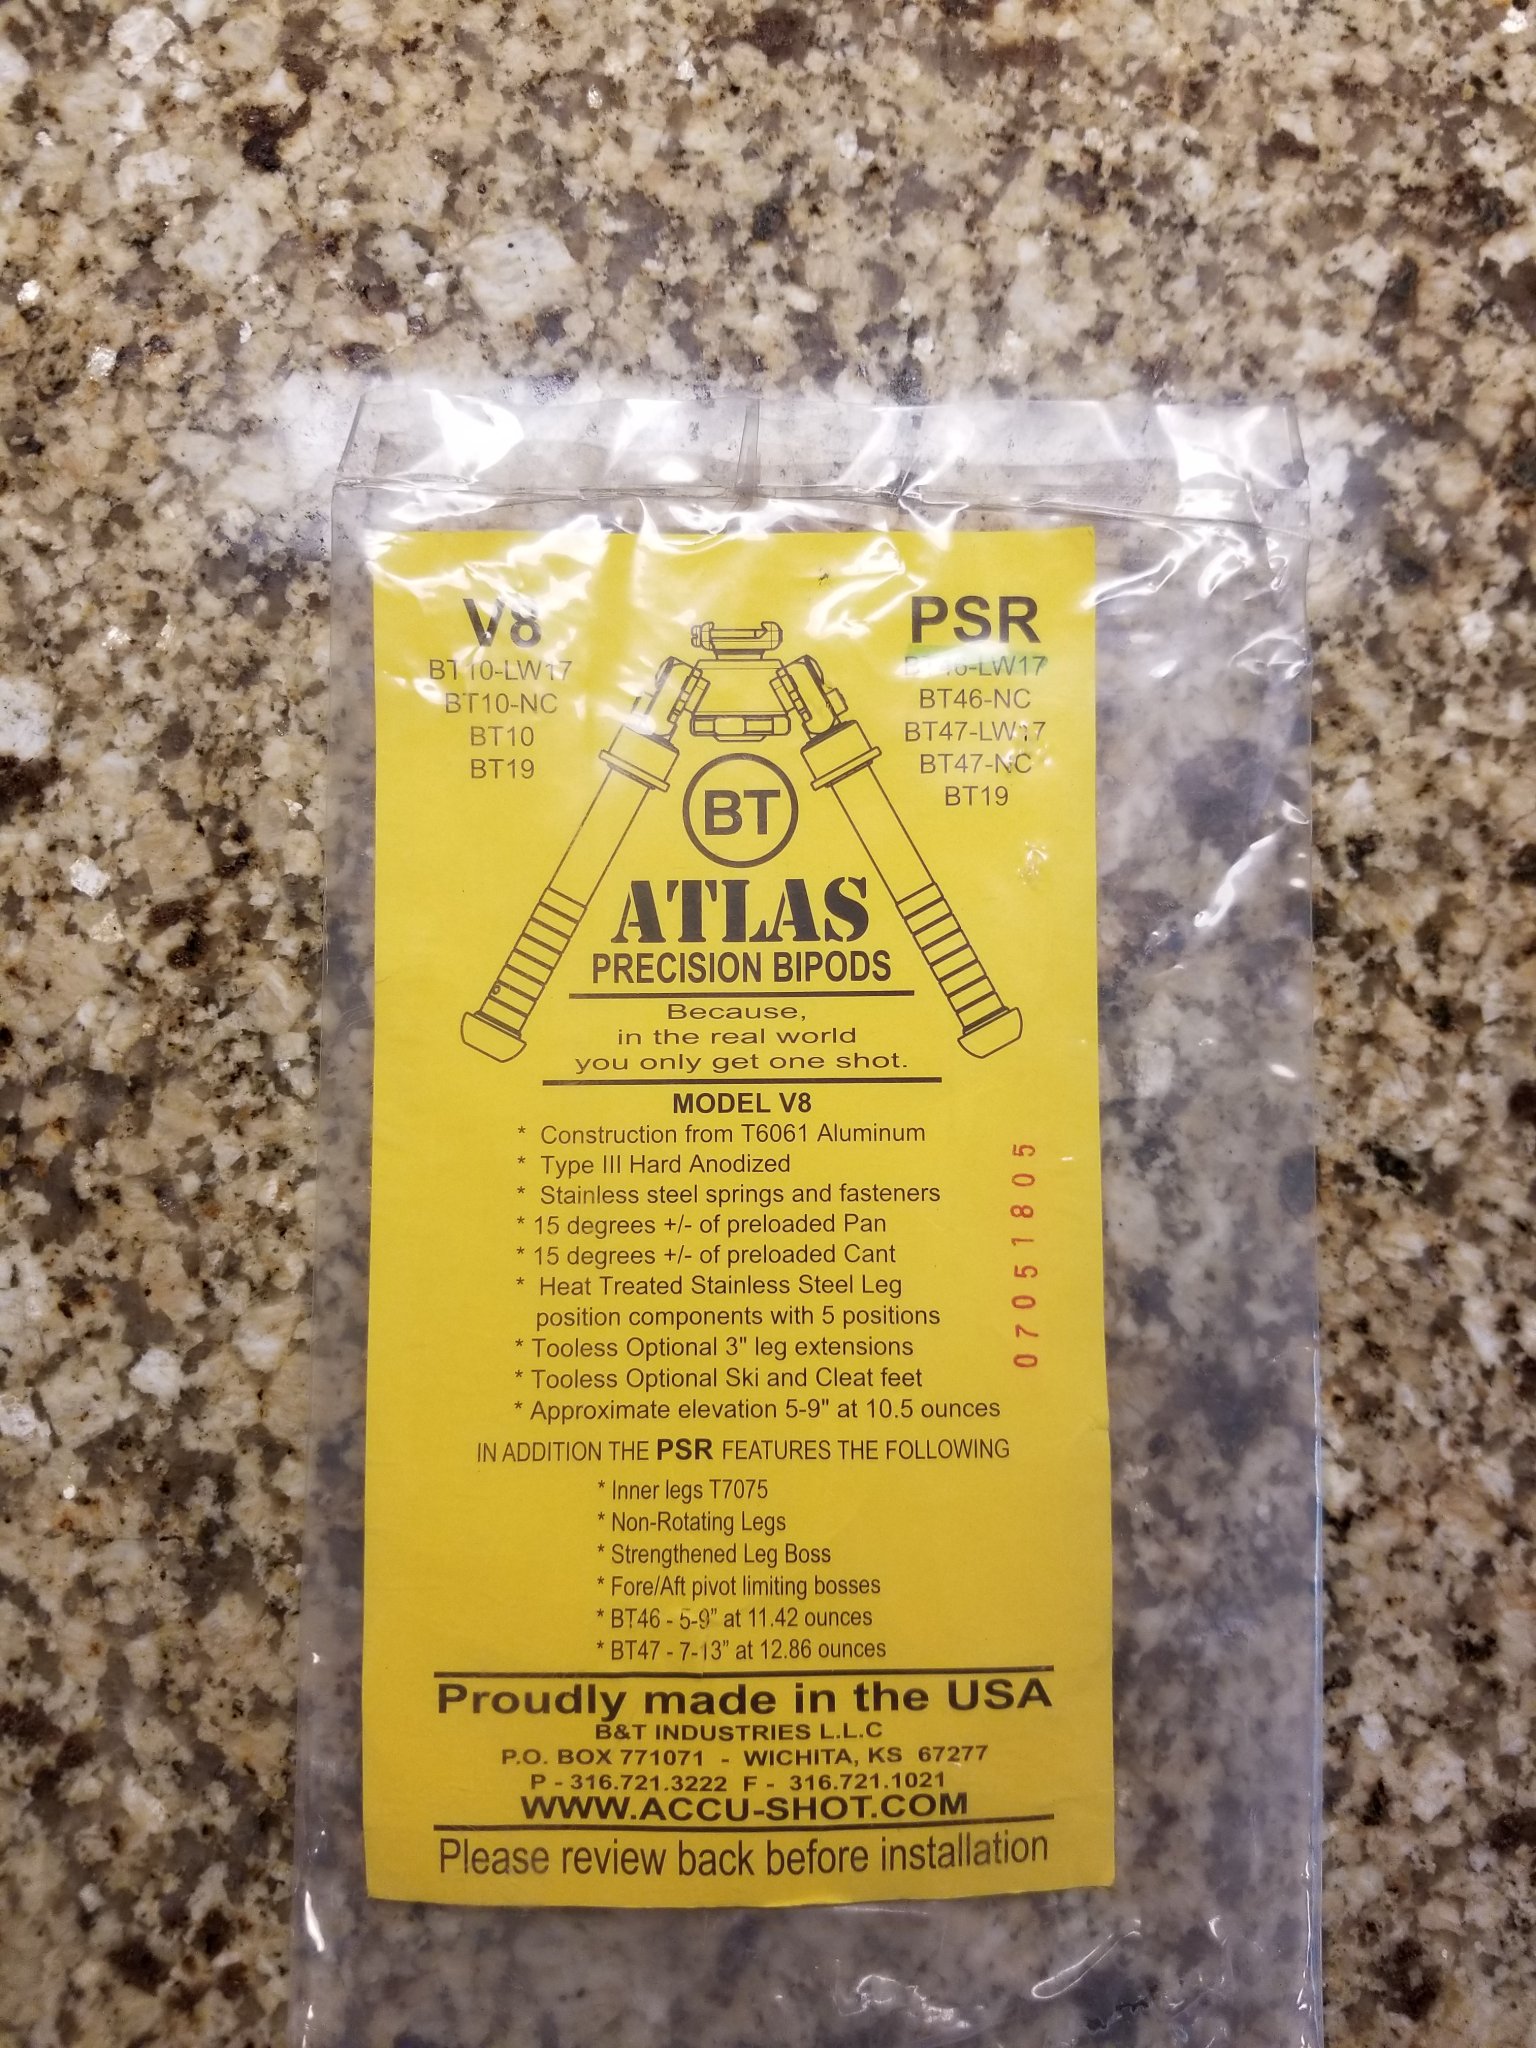 V8
BT10-LW17
BT10-NC
BT10
BT19
PSR
BT46-LW17
BT46-NC
BT47-LW17
BT47-NC
BT19
BT
ATLAS
PRECISION BIPODS
Because,
in the real world
you only get one shot.
MODEL V8
* Construction from T6061 Aluminum
* Type III Hard Anodized
* Stainless steel springs and fasteners
* 15 degrees +/- of preloaded Pan
* 15 degrees +/- of preloaded Cant
* Heat Treated Stainless Steel Leg
position components with 5 positions
* Tooless Optional 3" leg extensions
* Tooless Optional Ski and Cleat feet
* Approximate elevation 5-9" at 10.5 ounces
07051805
IN ADDITION THE PSR FEATURES THE FOLLOWING
* Inner legs T7075
* Non-Rotating Legs
* Strengthened Leg Boss
* Fore/Aft pivot limiting bosses
* BT46 - 5-9” at 11.42 ounces
* BT47 - 7-13” at 12.86 ounces
Proudly made in the USA
B&T INDUSTRIES L.L.C
P.O. BOX 771071 - WICHITA, KS 67277
P - 316.721.3222 F - 316.721.1021
WWW.ACCU-SHOT.COM
Please review back before installation